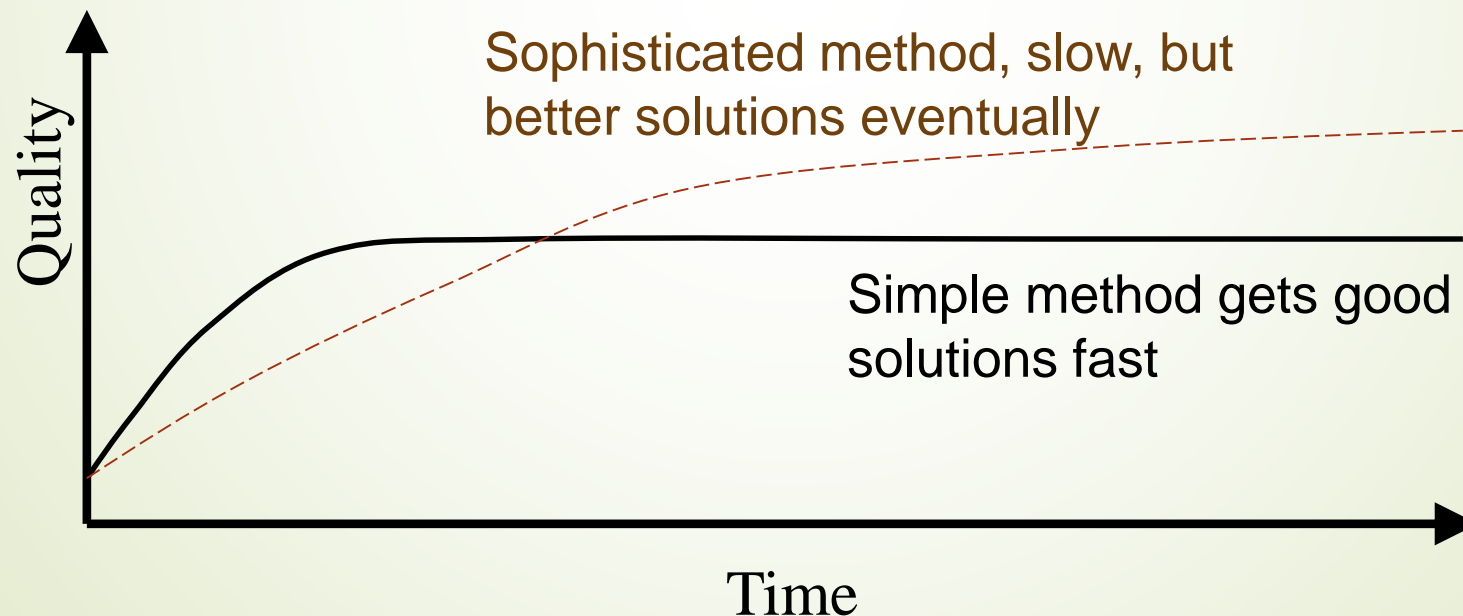 Sophisticated method, slow, but
better solutions eventually
Quality
Simple method gets good
solutions fast
Time